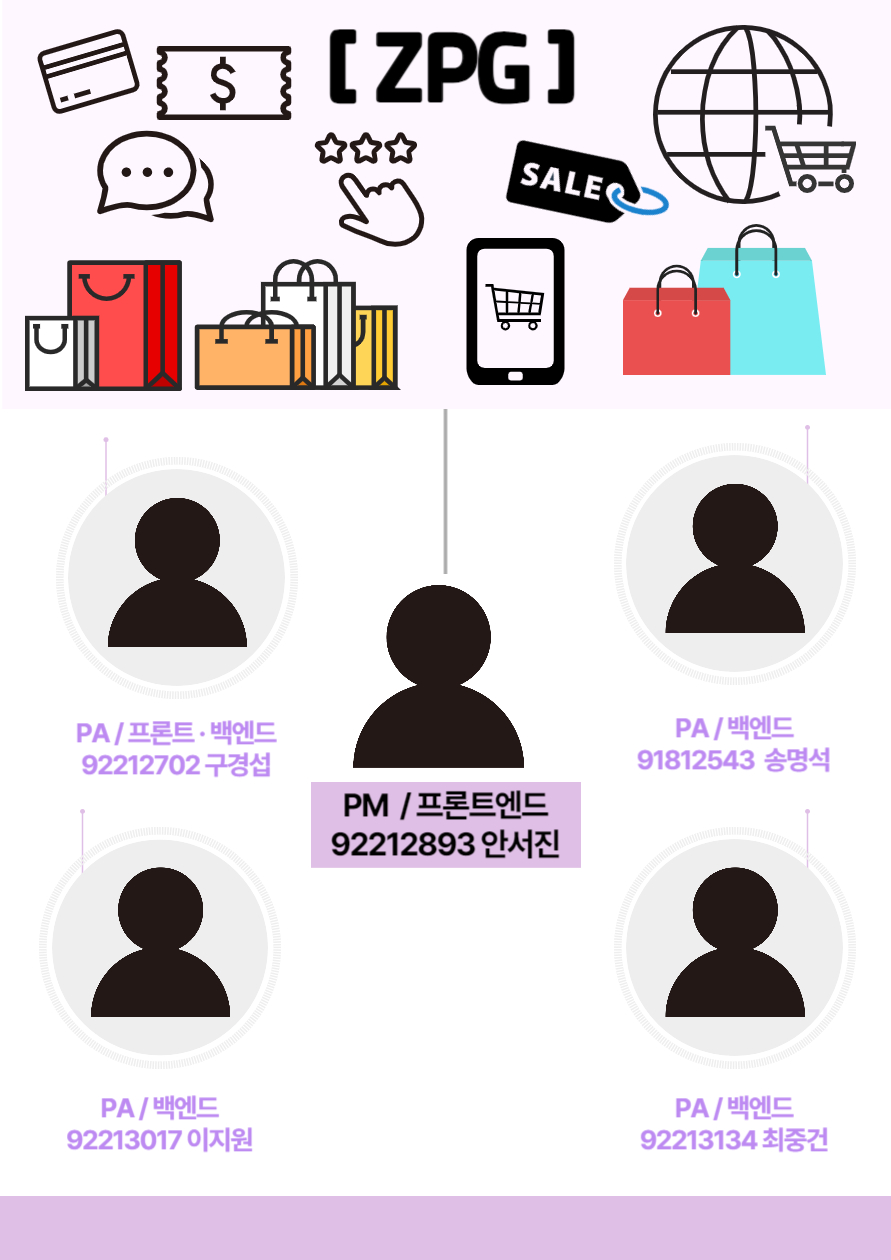 [ ZPG ]
SALE
PA / 프론트 · 백엔드
92212702 구경섭
PA / 백엔드
91812543 송명석
PM / 프론트엔드
92212893 안서진
PA / 백엔드
92213017 이지원
PA / 백엔드
92213134 최중건